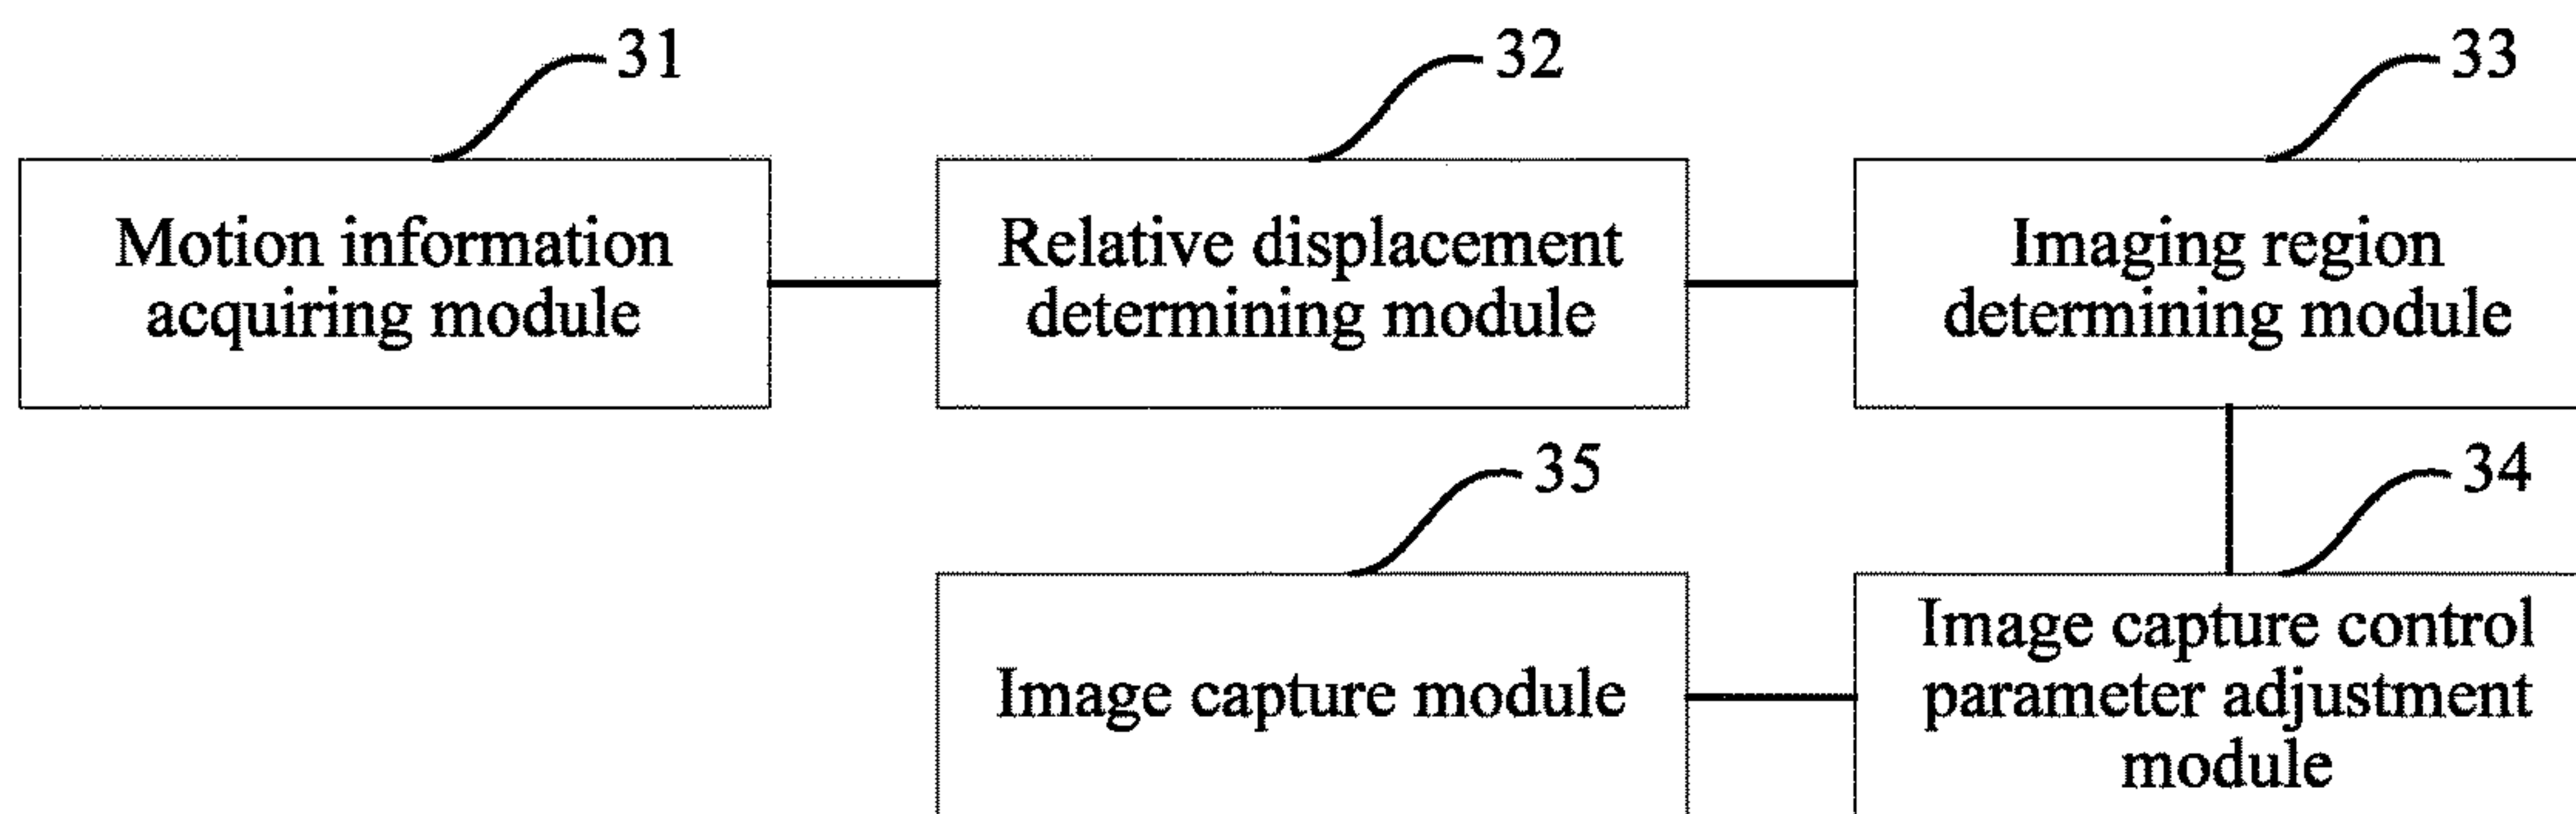 31
32
33
Motion information
acquiring module
Relative displacement
determining module
Imaging region
determining module
35
34
Image capture module
Image capture control
parameter adjustment
module